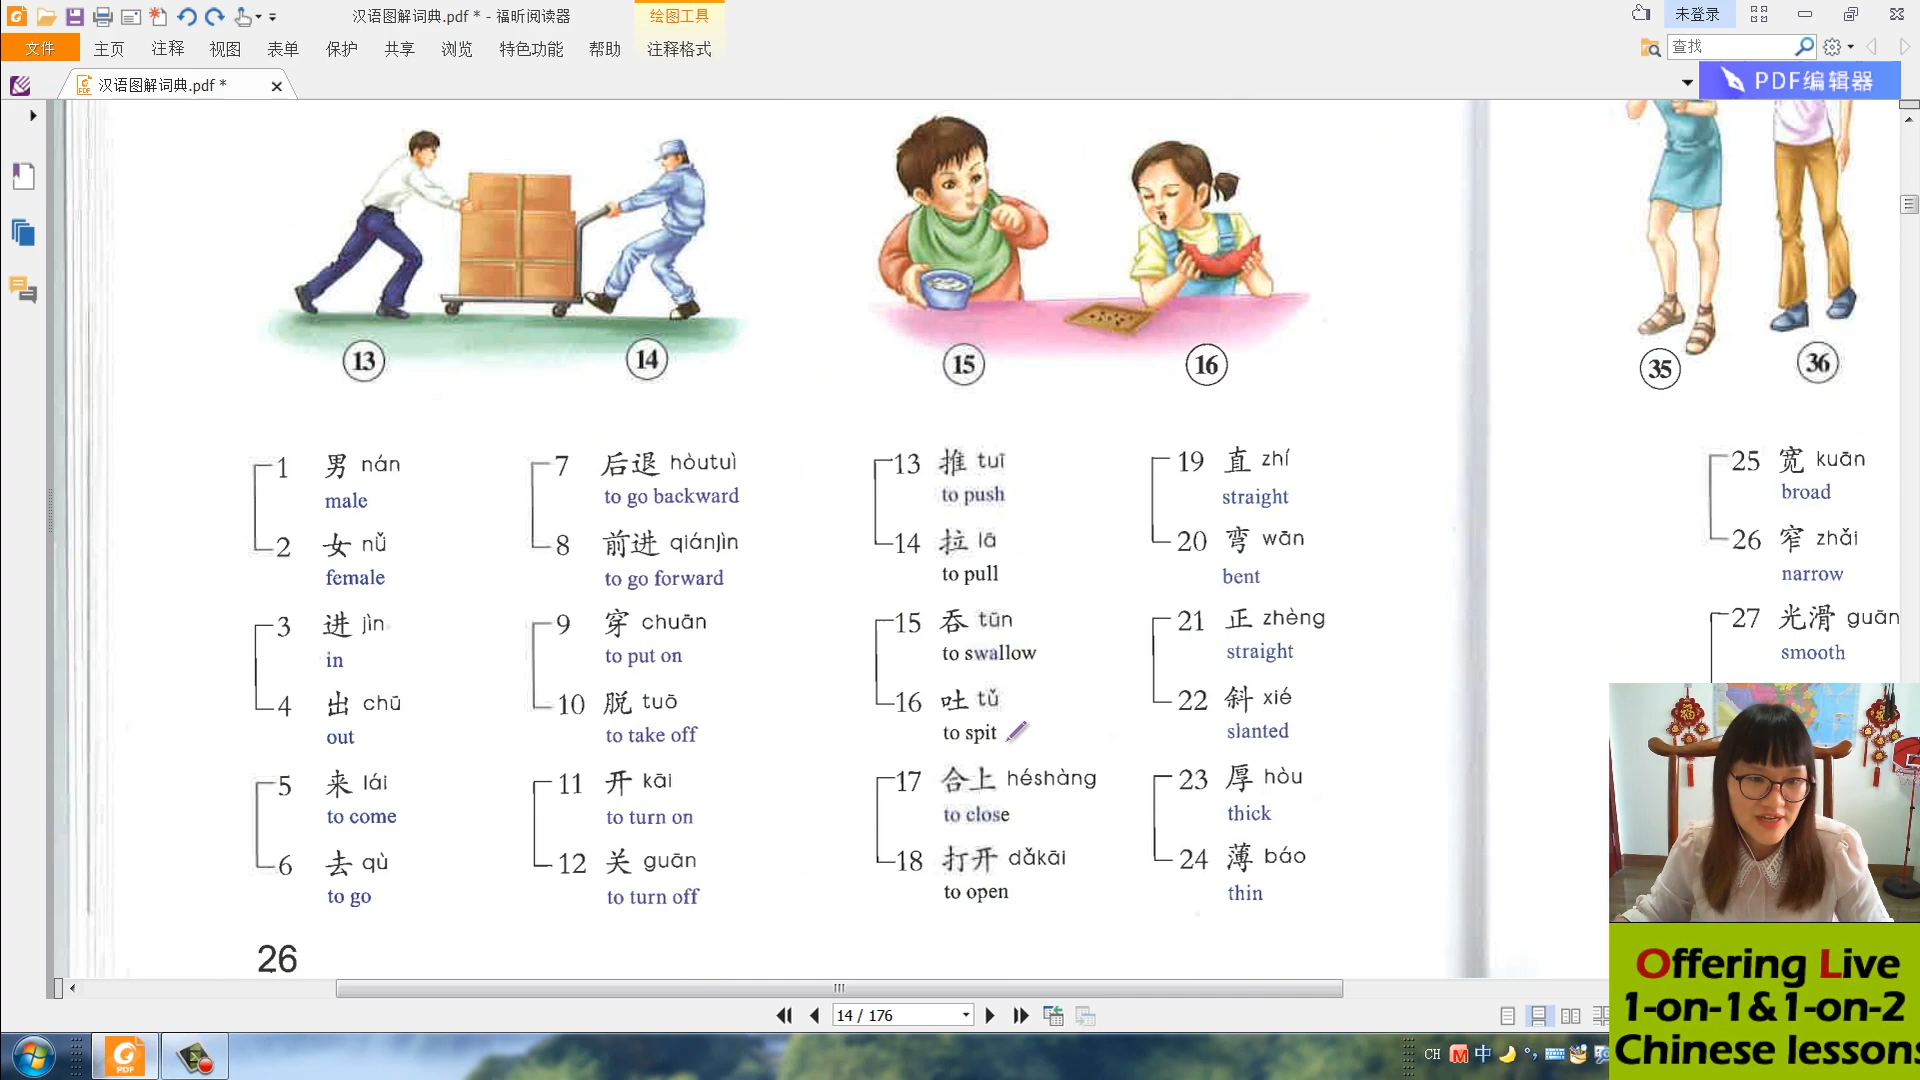 汉语图解词典.pdf * - 福昕阅读器
绘图工具
未登录
文件 主页 注释 视图 表单 保护 共享 浏览 特色功能 帮助 注释格式
查找
汉语图解词典.pdf *
PDF编辑器
13
14
15
16
35
36
1 男 nán
male
2 女 nǚ
female
3 进 jìn
in
4 出 chū
out
5 来 lái
to come
6 去 qù
to go
7 后退 hòutuì
to go backward
8 前进 qiánjìn
to go forward
9 穿 chuān
to put on
10 脱 tuō
to take off
11 开 kāi
to turn on
12 关 guān
to turn off
13 推 tuī
to push
14 拉 lā
to pull
15 吞 tūn
to swallow
16 吐 tǔ
to spit
17 合上 héshàng
to close
18 打开 dǎkāi
to open
19 直 zhí
straight
20 弯 wān
bent
21 正 zhèng
straight
22 斜 xié
slanted
23 厚 hòu
thick
24 薄 báo
thin
25 宽 kuān
broad
26 窄 zhǎi
narrow
27 光滑 guān
smooth
26
14 / 176
CH
中
PDF
Offering Live
1-on-1&1-on-2
Chinese lessons